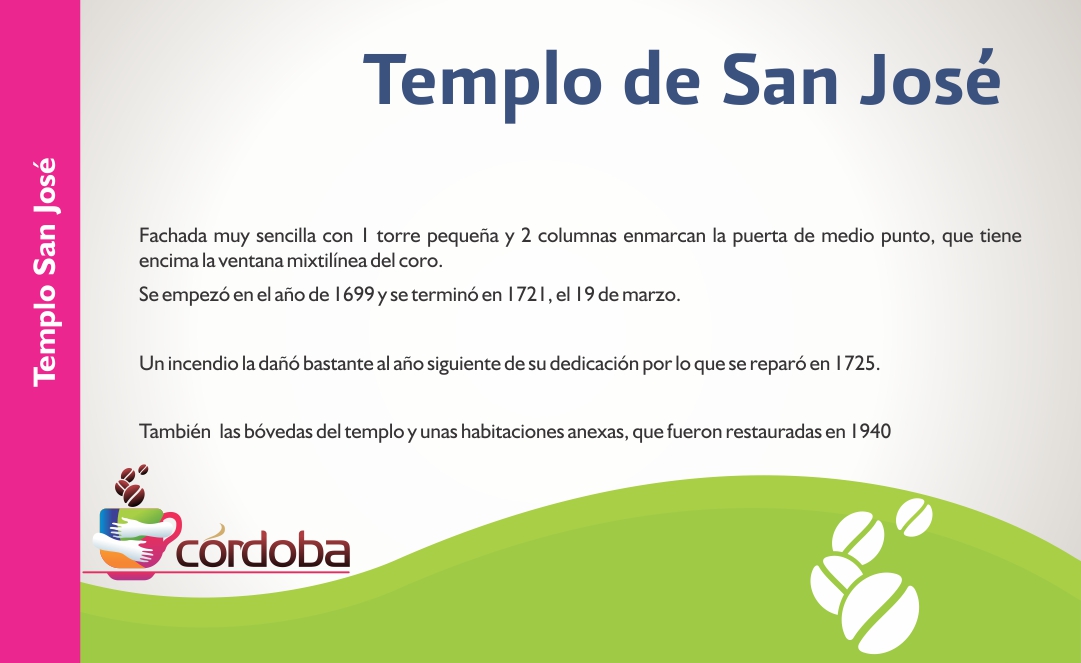 Templo de San José
Templo San José
Fachada muy sencilla con 1 torre pequeña y 2 columnas enmarcan la puerta de medio punto, que tiene
encima la ventana mixtilínea del coro.
Se empezó en el año de 1699 y se terminó en 1721, el 19 de marzo.
Un incendio la dañó bastante al año siguiente de su dedicación por lo que se reparó en 1725.
También las bóvedas del templo y unas habitaciones anexas, que fueron restauradas en 1940
córdoba